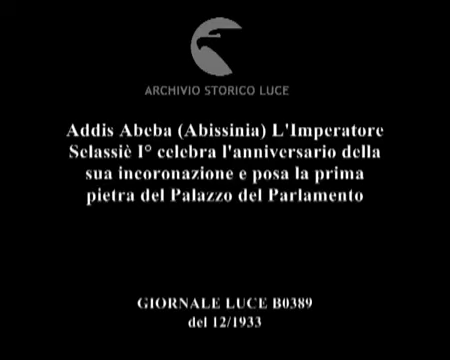 ARCHIVIO STORICO LUCE
Addis Abeba (Abissinia) L'Imperatore
Selassiè I° celebra l'anniversario della
sua incoronazione e posa la prima
pietra del Palazzo del Parlamento
GIORNALE LUCE B0389
del 12/1933